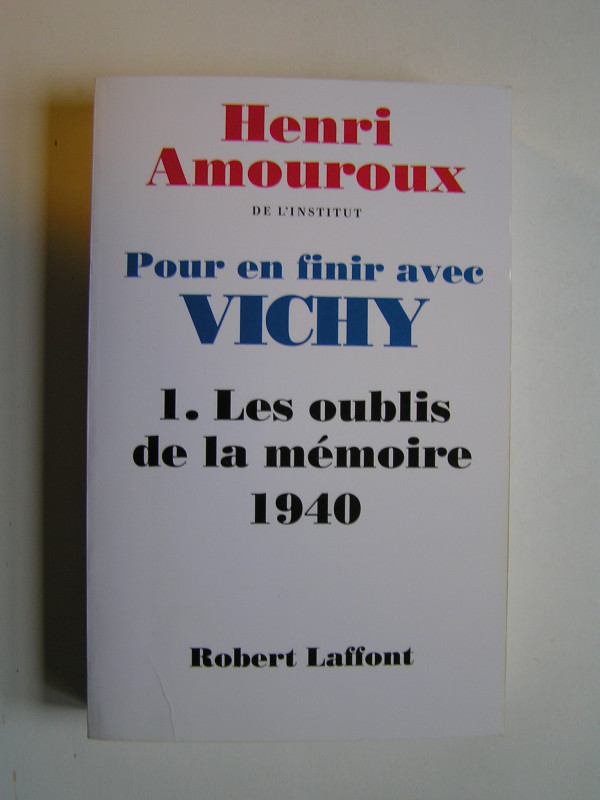 Henri
Amouroux
DE L'INSTITUT
Pour en finir avec
VICHY
1. Les oublis
de la mémoire
1940
Robert Laffont